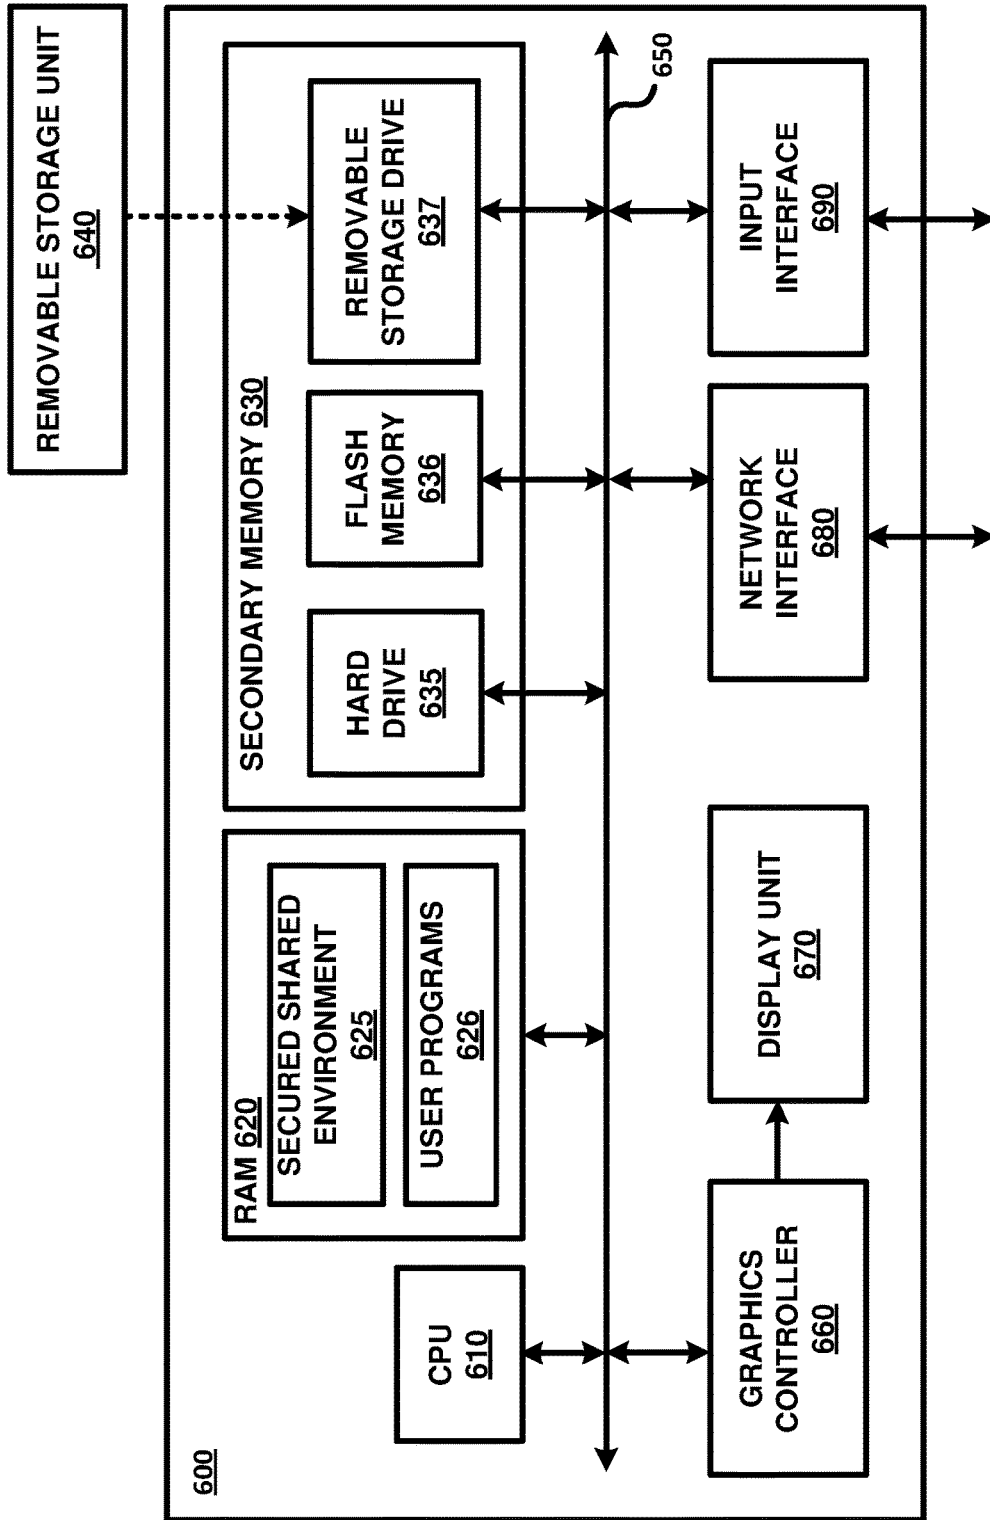 REMOVABLE STORAGE UNIT
640
600
CPU
610
RAM 620
SECURED SHARED
ENVIRONMENT
625
USER PROGRAMS
626
SECONDARY MEMORY 630
HARD
DRIVE
635
FLASH
MEMORY
636
REMOVABLE
STORAGE DRIVE
637
650
GRAPHICS
CONTROLLER
660
DISPLAY UNIT
670
NETWORK
INTERFACE
680
INPUT
INTERFACE
690